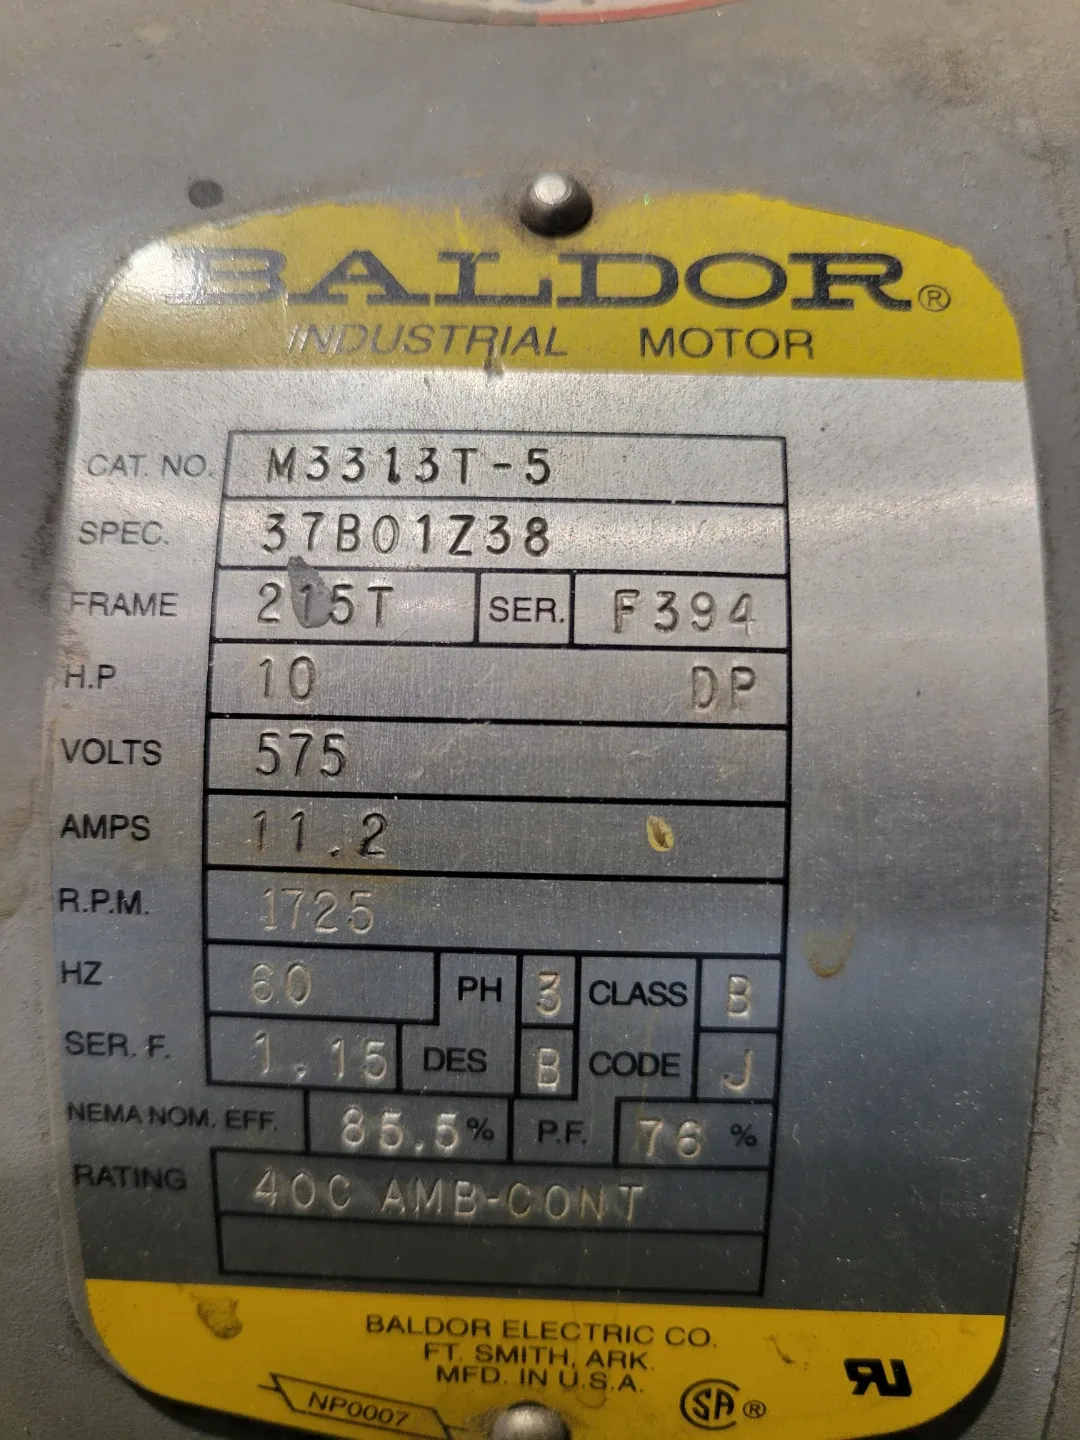 BALDOR®
INDUSTRIAL MOTOR
CAT. NO. M3313T-5
SPEC. 37B01Z38
FRAME 215T SER. F394
H.P 10 DP
VOLTS 575
AMPS 11.2
R.P.M. 1725
HZ 60 PH 3 CLASS B
SER. F. 1.15 DES B CODE J
NEMA NOM. EFF. 85.5 % P.F. 76 %
RATING 40C AMB-CONT
BALDOR ELECTRIC CO.
FT. SMITH, ARK.
MFD. IN U.S.A.
NP0007
SA ®
RU